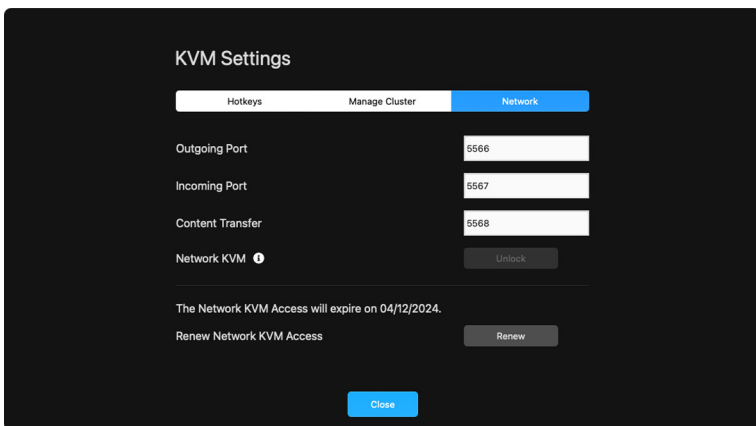 KVM Settings
Hotkeys Manage Cluster Network
Outgoing Port 5566
Incoming Port 5567
Content Transfer 5568
Network KVM Unlock
The Network KVM Access will expire on 04/12/2024.
Renew Network KVM Access Renew
Close